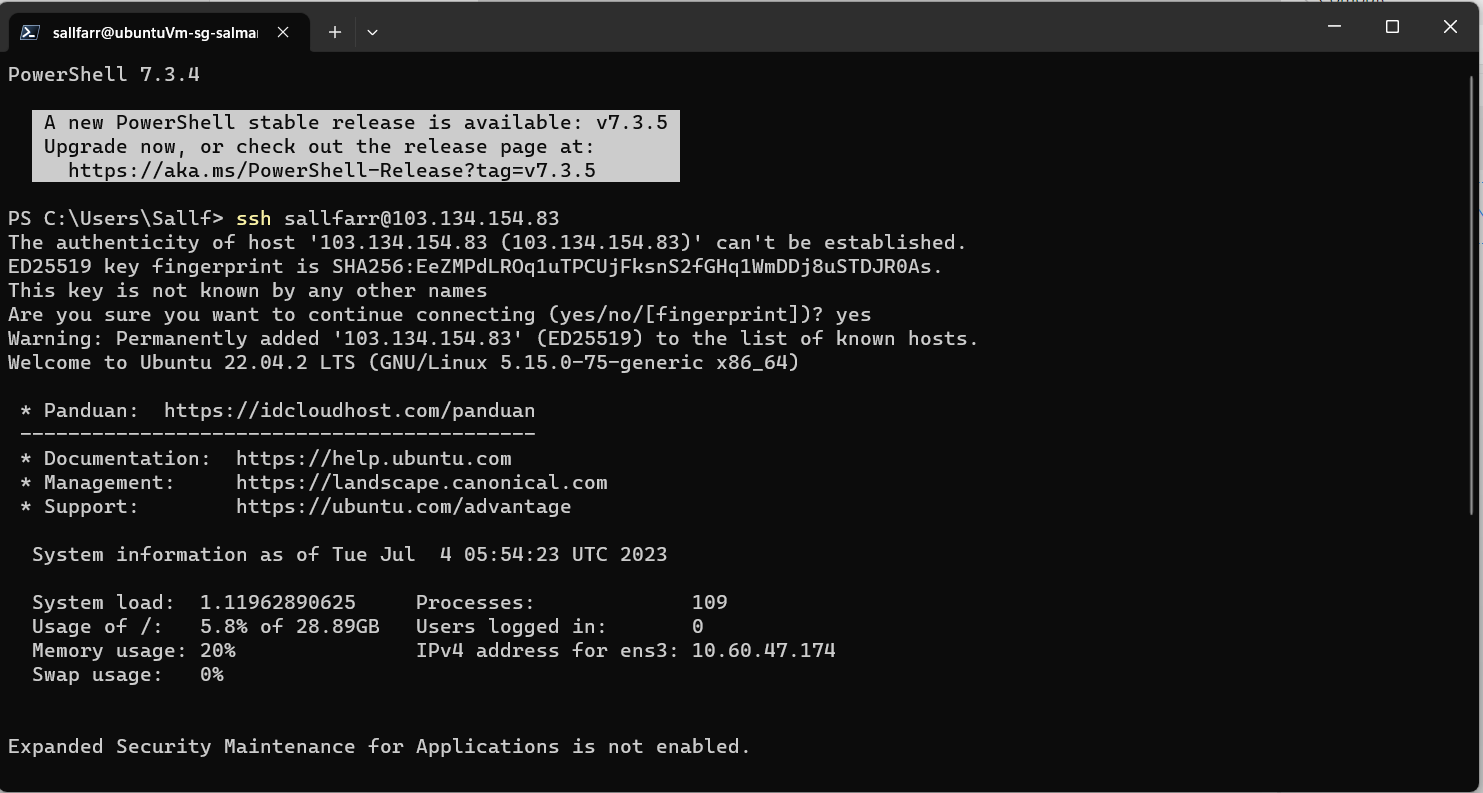 sallfarr@ubuntuVm-sg-salmar
PowerShell 7.3.4
A new PowerShell stable release is available: v7.3.5
Upgrade now, or check out the release page at:
https://aka.ms/PowerShell-Release?tag=v7.3.5
PS C:\Users\Sallf> ssh sallfarr@103.134.154.83
The authenticity of host '103.134.154.83 (103.134.154.83)' can't be established.
ED25519 key fingerprint is SHA256:EeZMPdLROq1uTPCUjFksnS2fGHq1WmDDj8uSTDJR0As.
This key is not known by any other names
Are you sure you want to continue connecting (yes/no/[fingerprint])? yes
Warning: Permanently added '103.134.154.83' (ED25519) to the list of known hosts.
Welcome to Ubuntu 22.04.2 LTS (GNU/Linux 5.15.0-75-generic x86_64)
* Panduan:  https://idcloudhost.com/panduan
-------------------------------------------
* Documentation:  https://help.ubuntu.com
* Management:     https://landscape.canonical.com
* Support:        https://ubuntu.com/advantage
System information as of Tue Jul  4 05:54:23 UTC 2023
System load:  1.11962890625     Processes:             109
Usage of /:   5.8% of 28.89GB   Users logged in:       0
Memory usage: 20%               IPv4 address for ens3: 10.60.47.174
Swap usage:   0%
Expanded Security Maintenance for Applications is not enabled.